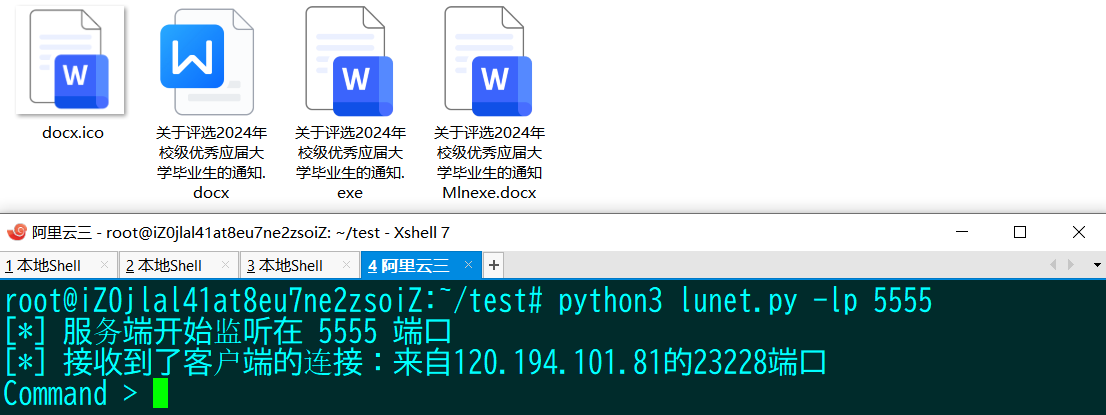 W
W
W
W
docx.ico
关于评选2024年
校级优秀应届大
学毕业生的通知.
docx
关于评选2024年
校级优秀应届大
学毕业生的通知.
exe
关于评选2024年
校级优秀应届大
学毕业生的通知
Mlnexe.docx
阿里云三 - root@iZ0jlal41at8eu7ne2zsoiZ: ~/test - Xshell 7
1 本地Shell
2 本地Shell
3 本地Shell
4 阿里云三
root@iZ0jlal41at8eu7ne2zsoiZ:~/test# python3 lunet.py -lp 5555
[*] 服务端开始监听在 5555 端口
[*] 接收到了客户端的连接：来自120.194.101.81的23228端口
Command >